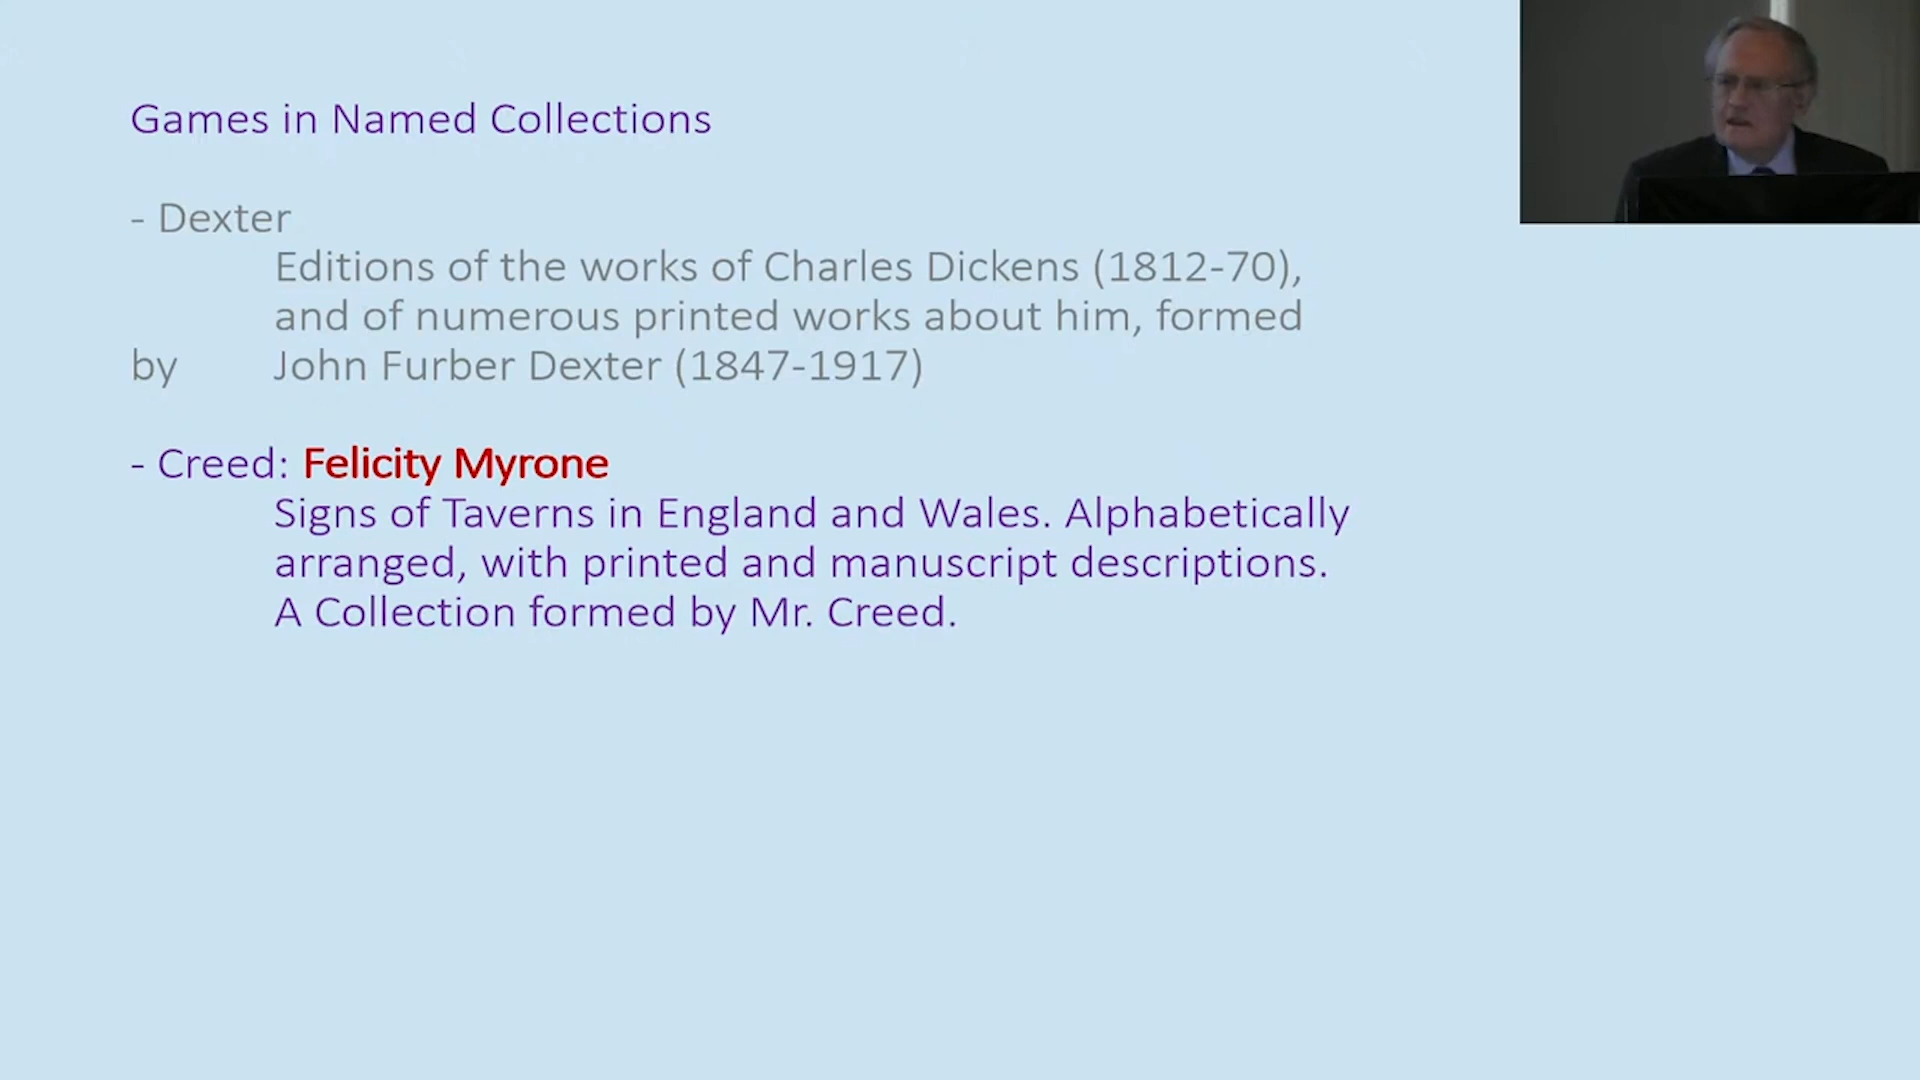 Games in Named Collections
- Dexter
Editions of the works of Charles Dickens (1812-70),
and of numerous printed works about him, formed
by John Furber Dexter (1847-1917)
- Creed: Felicity Myrone
Signs of Taverns in England and Wales. Alphabetically
arranged, with printed and manuscript descriptions.
A Collection formed by Mr. Creed.